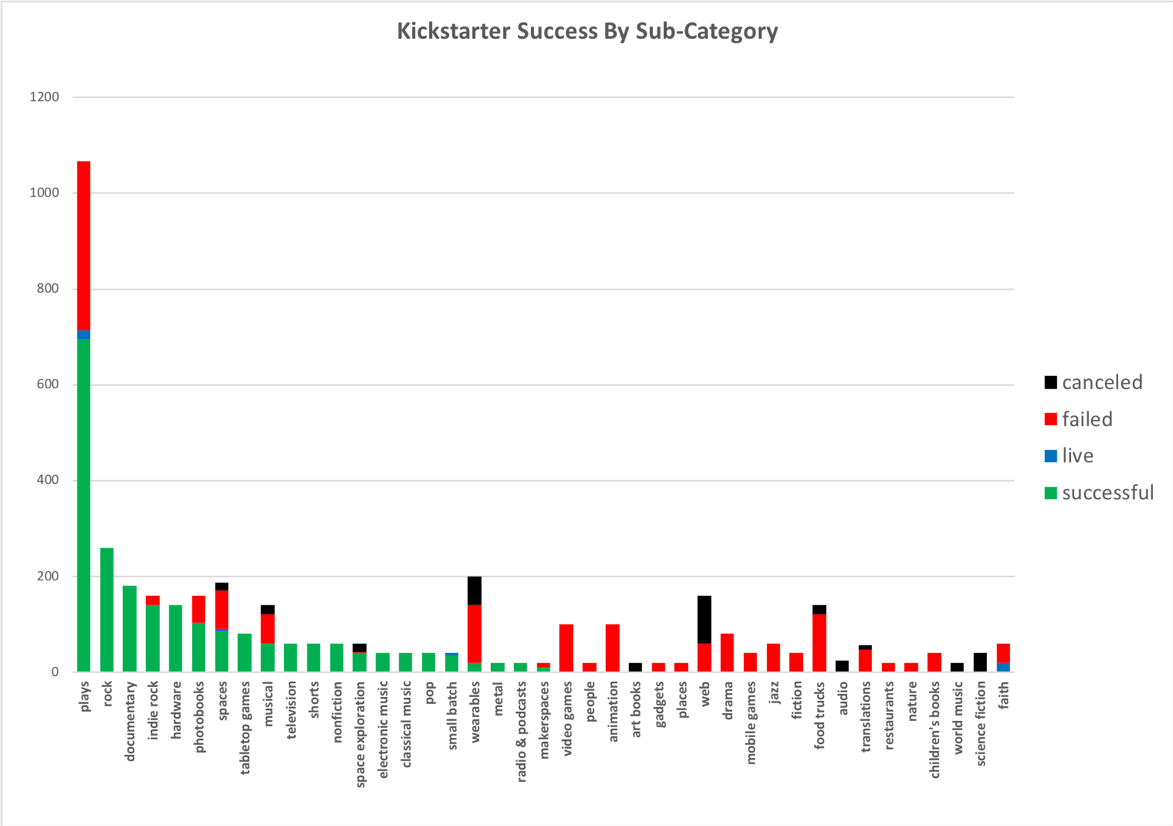 Kickstarter Success By Sub-Category
1200
1000
800
600
400
200
0
plays
rock
documentary
indie rock
hardware
photobooks
spaces
tabletop games
musical
television
shorts
nonfiction
space exploration
electronic music
classical music
pop
small batch
wearables
metal
radio & podcasts
makerspaces
video games
people
animation
art books
gadgets
places
web
drama
mobile games
jazz
fiction
food trucks
audio
translations
restaurants
nature
children's books
world music
science fiction
faith
canceled
failed
live
successful